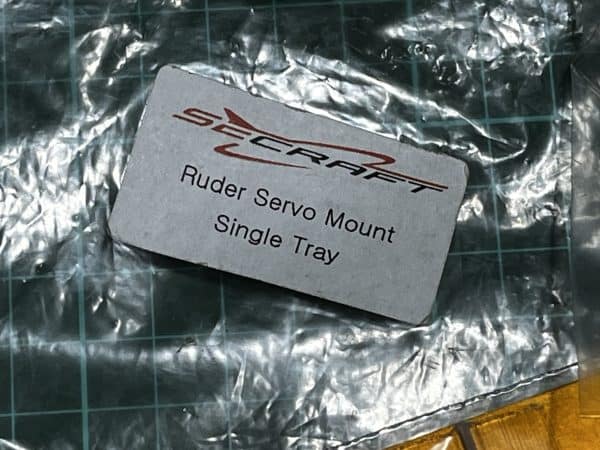 SECRAFT
Ruder Servo Mount
Single Tray